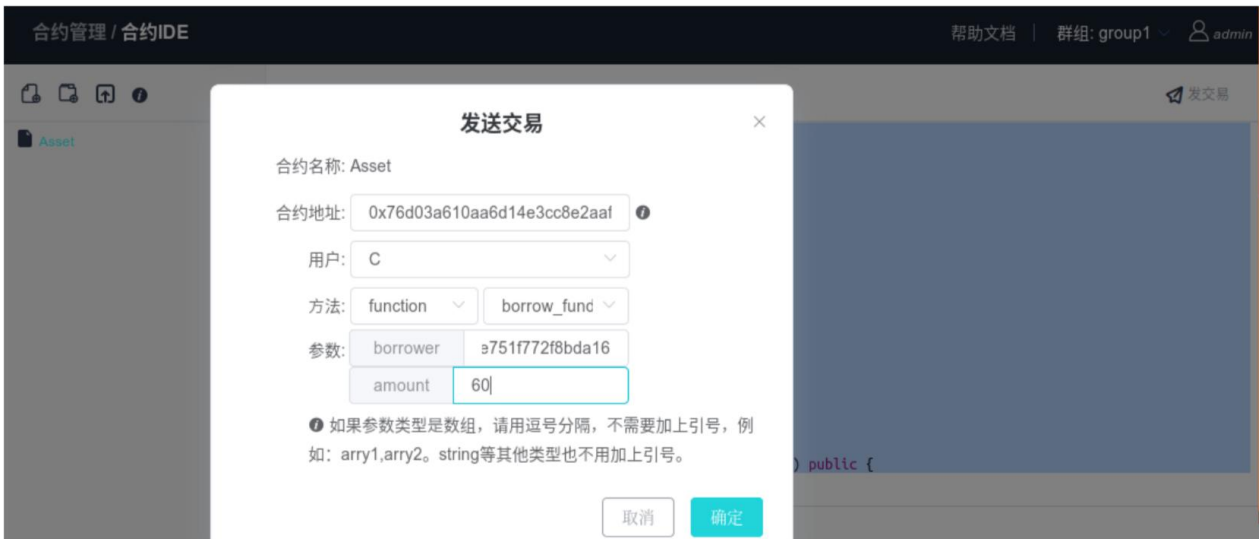 合约管理 / 合约IDE
帮助文档
群组: group1
admin
发交易
Asset
发送交易
合约名称: Asset
合约地址: 0x76d03a610aa6d14e3cc8e2aaf
用户: C
方法: function borrow_fund
参数: borrower e751f772f8bda16
amount 60
如果参数类型是数组，请用逗号分隔，不需要加上引号，例
如：arry1,arry2。string等其他类型也不用加上引号。
) public {
取消 确定